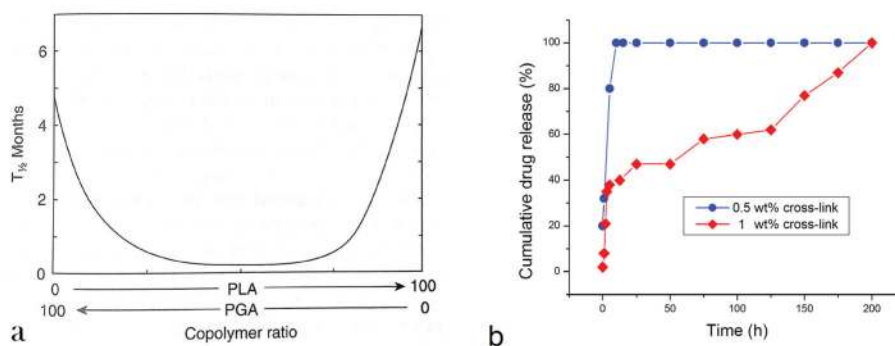 6
4
2
0
T½ Months
0
PLA
100
100
PGA
0
Copolymer ratio
a
100
80
60
40
20
0
Cumulative drug release (%)
0.5 wt% cross-link
1 wt% cross-link
0 50 100 150 200
Time (h)
b